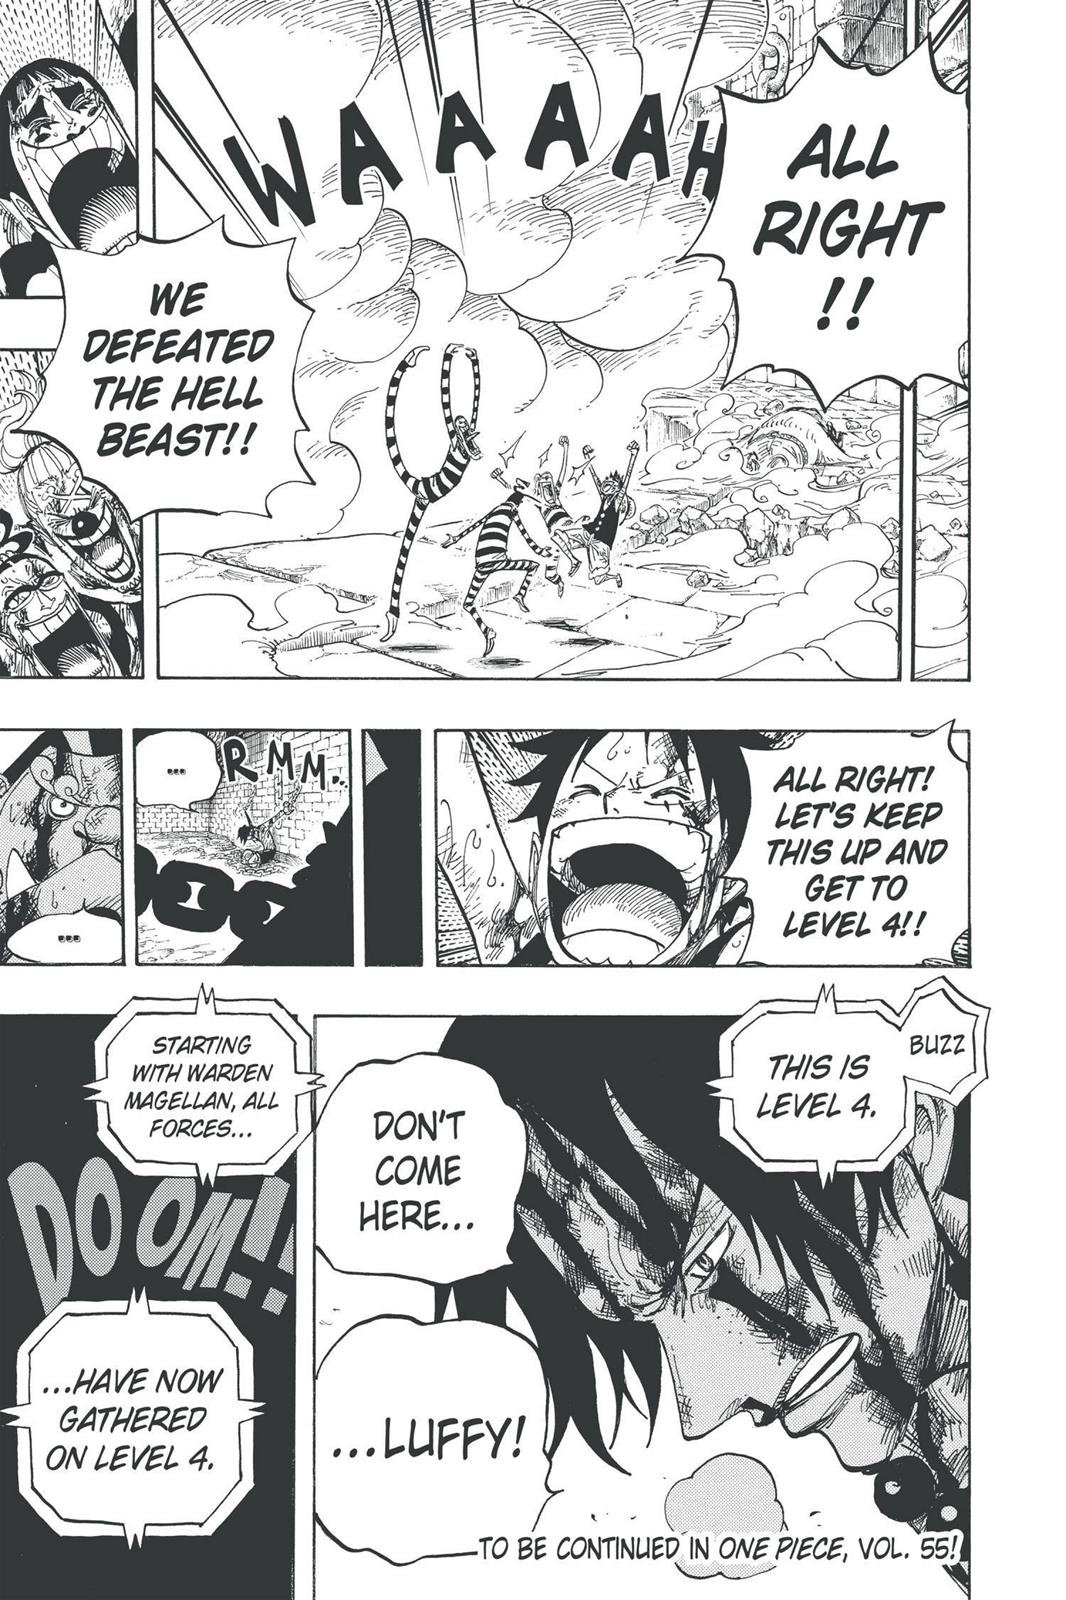 ALL
RIGHT
!!
WAAAAH
WE
DEFEATED
THE HELL
BEAST!!
ALL RIGHT!
LET'S KEEP
THIS UP AND
GET TO
LEVEL 4!!
RMMM..
...
...
BUZZ
THIS IS
LEVEL 4.
DON'T
COME
HERE...
...LUFFY!
STARTING
WITH WARDEN
MAGELLAN, ALL
FORCES...
DOOM!!
...HAVE NOW
GATHERED
ON LEVEL 4.
TO BE CONTINUED IN ONE PIECE, VOL. 55!